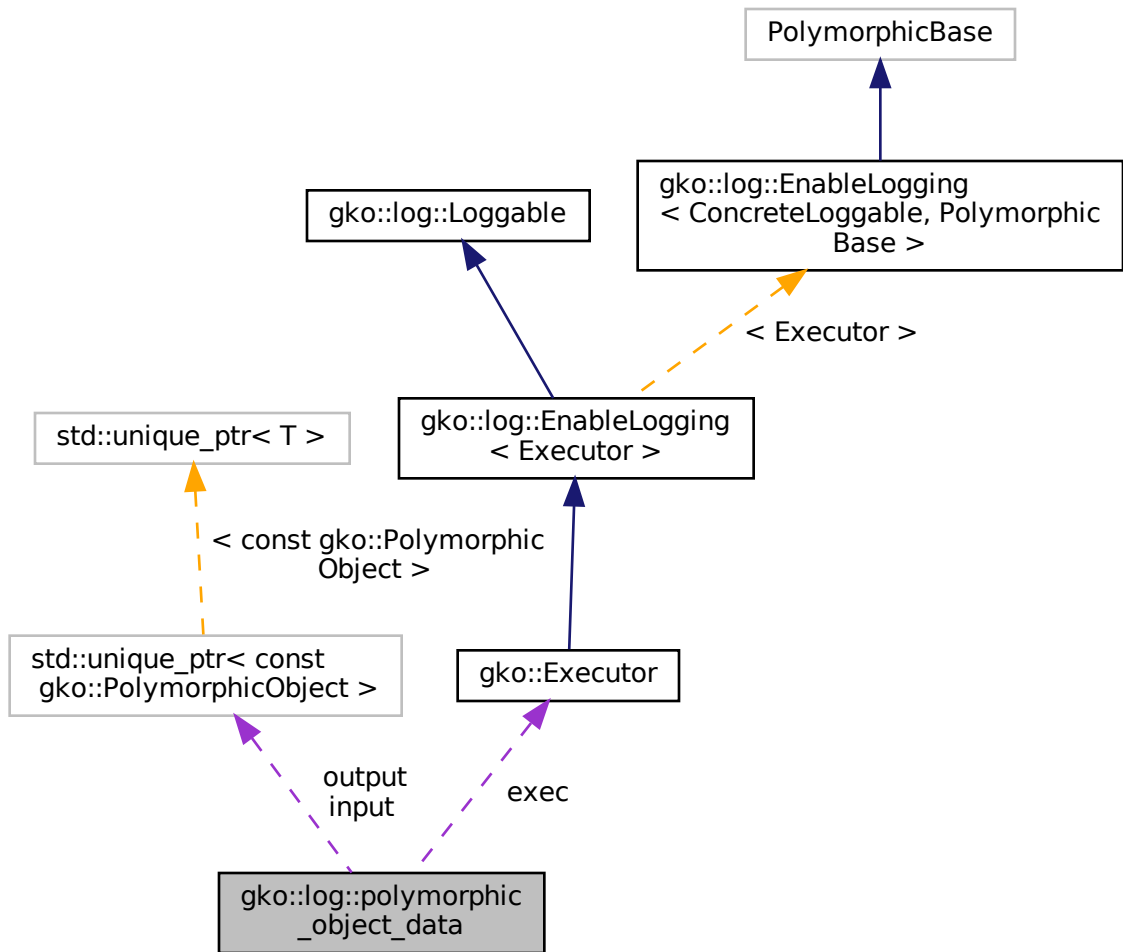 PolymorphicBase
gko::log::EnableLogging
< ConcreteLoggable, Polymorphic
Base >
gko::log::Loggable
< Executor >
gko::log::EnableLogging
< Executor >
std::unique_ptr< T >
< const gko::Polymorphic
Object >
std::unique_ptr< const
gko::PolymorphicObject >
gko::Executor
output
input
exec
gko::log::polymorphic
_object_data